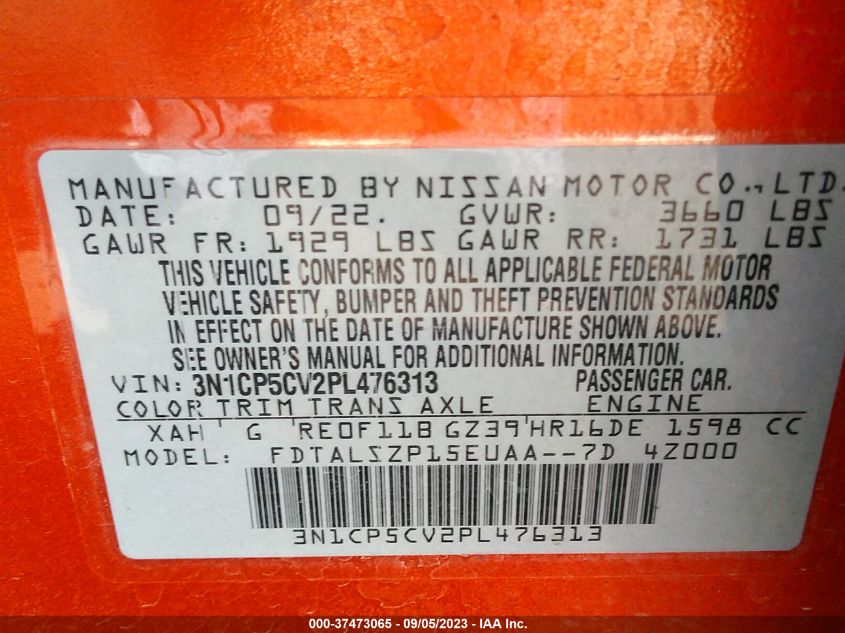 MANUFACTURED BY NISSAN MOTOR CO., LTD.
DATE: 09/22. GVWR: 3660 LBS
GAWR FR: 1929 LBS GAWR RR: 1731 LBS
THIS VEHICLE CONFORMS TO ALL APPLICABLE FEDERAL MOTOR
VEHICLE SAFETY, BUMPER AND THEFT PREVENTION STANDARDS
IN EFFECT ON THE DATE OF MANUFACTURE SHOWN ABOVE.
SEE OWNER'S MANUAL FOR ADDITIONAL INFORMATION.
VIN: 3N1CP5CV2PL476313 PASSENGER CAR.
COLOR TRIM TRANS AXLE ENGINE
XAH G RE0F11B GZ39 HR16DE 1598 CC
MODEL: FDTALSZP15EUAA--7D 4Z000
3N1CP5CV2PL476313
000-37473065 - 09/05/2023 - IAA Inc.